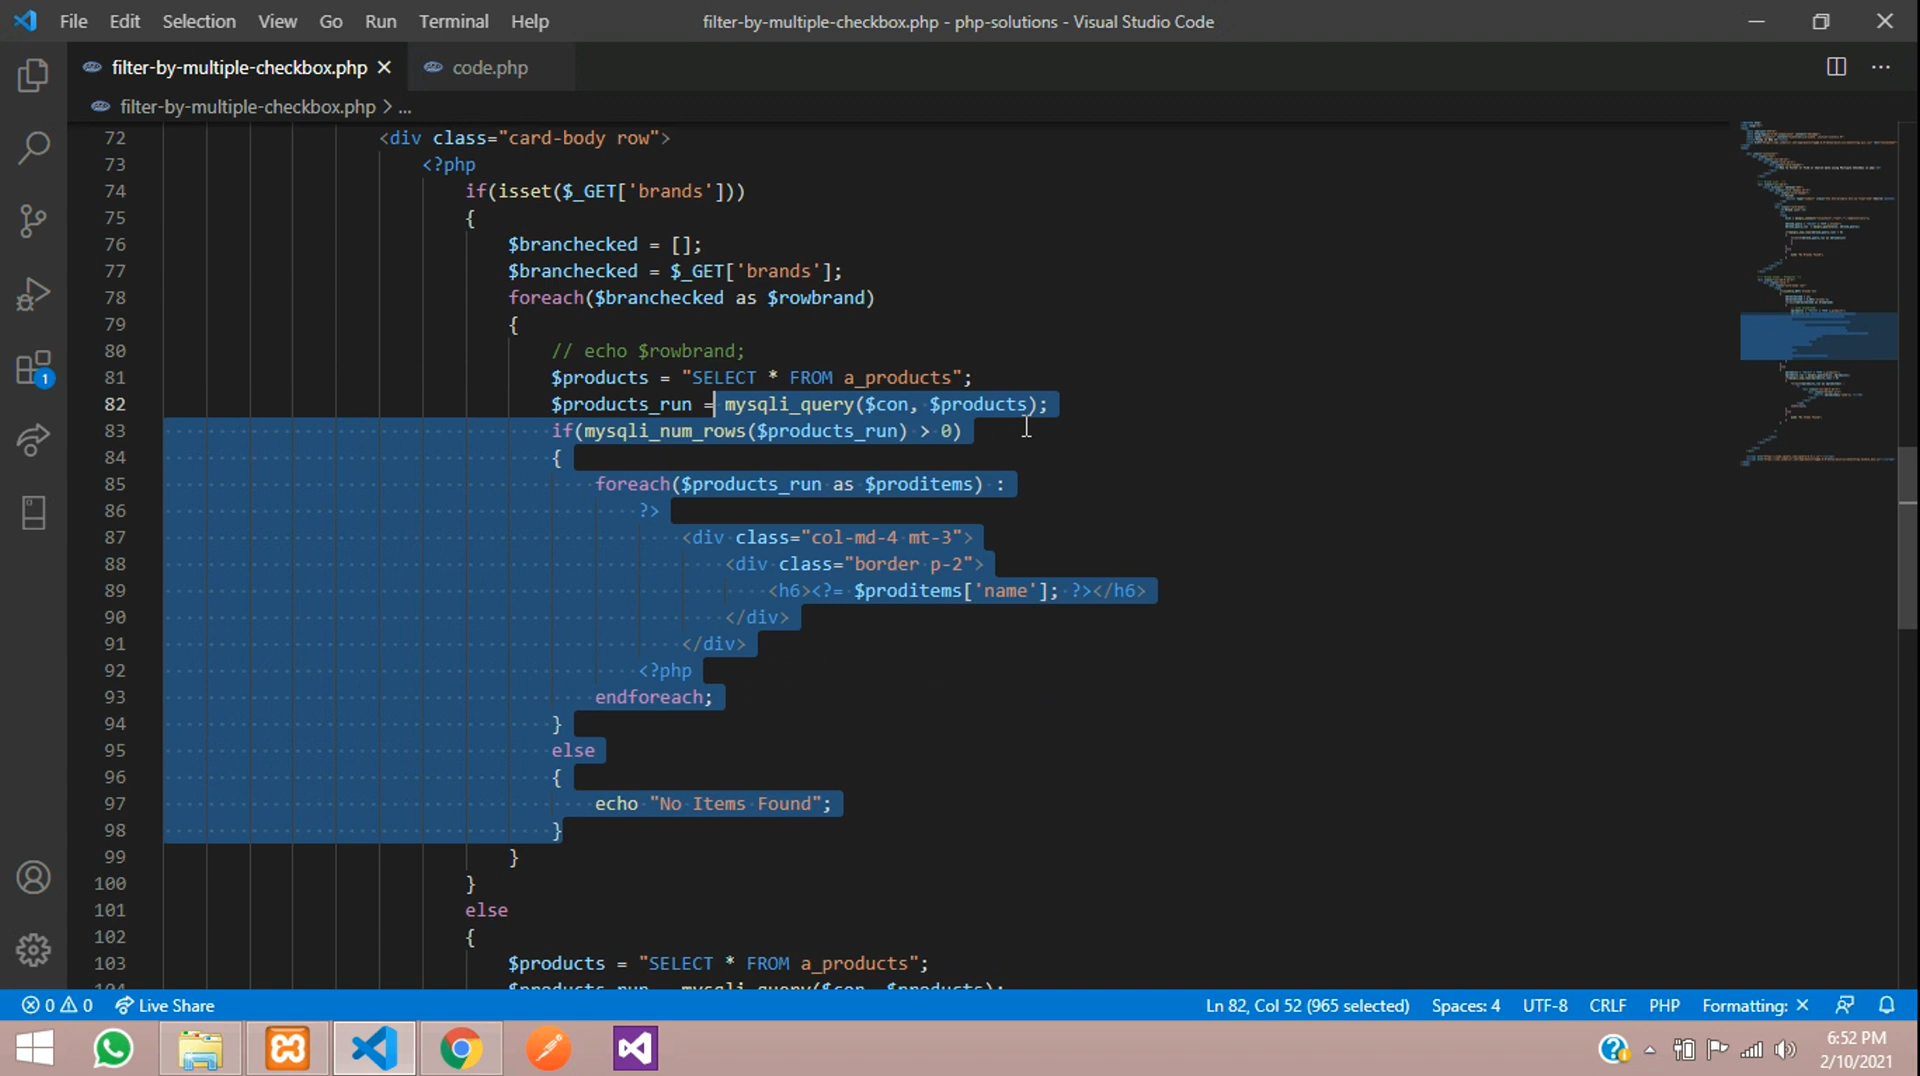 File Edit Selection View Go Run Terminal Help filter-by-multiple-checkbox.php - php-solutions - Visual Studio Code
filter-by-multiple-checkbox.php code.php
filter-by-multiple-checkbox.php > ...
72 <div class="card-body row">
73 <?php
74 if(isset($_GET['brands']))
75 {
76 $branchecked = [];
77 $branchecked = $_GET['brands'];
78 foreach($branchecked as $rowbrand)
79 {
80 // echo $rowbrand;
81 $products = "SELECT * FROM a_products";
82 $products_run = mysqli_query($con, $products);
83 if(mysqli_num_rows($products_run) > 0)
84 {
85 foreach($products_run as $proditems) :
86 ?>
87 <div class="col-md-4 mt-3">
88 <div class="border p-2">
89 <h6><?= $proditems['name']; ?></h6>
90 </div>
91 </div>
92 <?php
93 endforeach;
94 }
95 else
96 {
97 echo "No Items Found";
98 }
99 }
100 }
101 else
102 {
103 $products = "SELECT * FROM a_products";
104 $products_run = mysqli_query($con, $products);
1
0 0 Live Share Ln 82, Col 52 (965 selected) Spaces: 4 UTF-8 CRLF PHP Formatting: ×
6:52 PM
2/10/2021